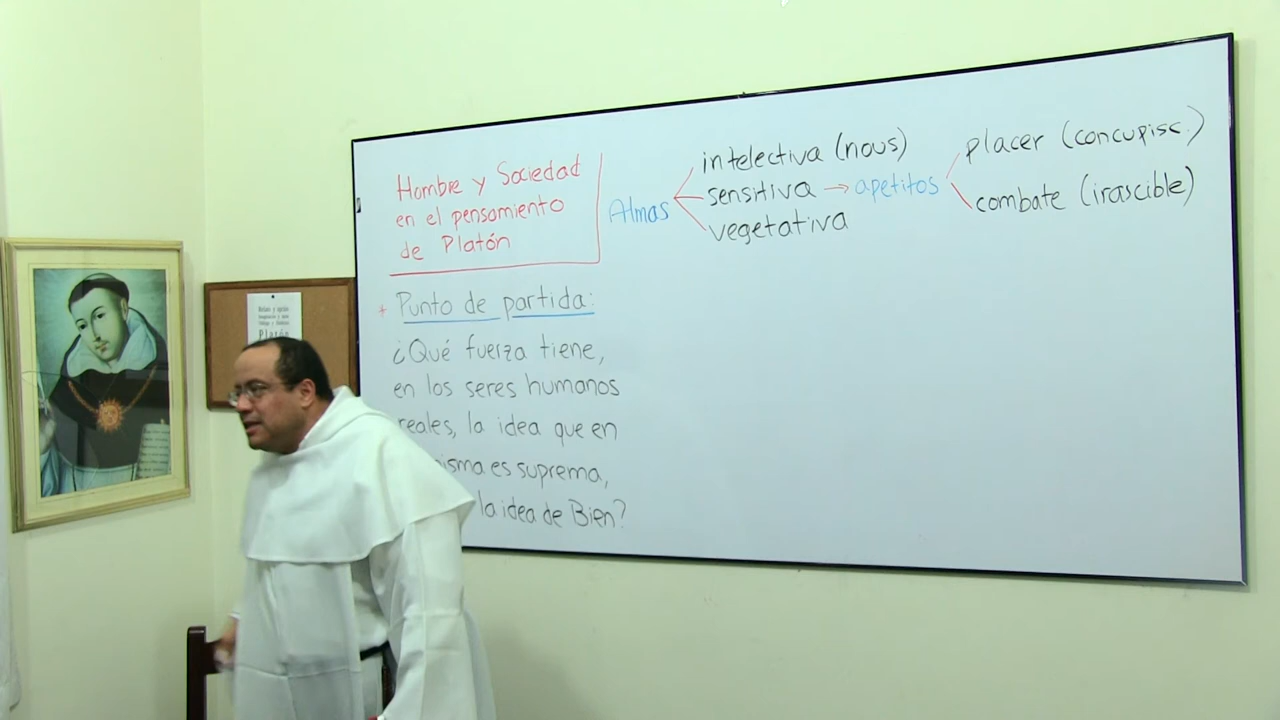 Hombre y Sociedad
en el pensamiento
de Platón
* Punto de partida:
¿Qué fuerza tiene,
en los seres humanos
reales, la idea que en
es suprema,
la idea de Bien?
Almas
intelectiva (nous)
sensitiva → apetitos
vegetativa
placer (concupisc.)
combate (irascible)
Platón